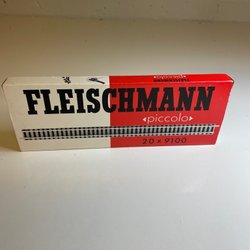 FLEISCHMANN
◂piccolo▸
20 x 9100